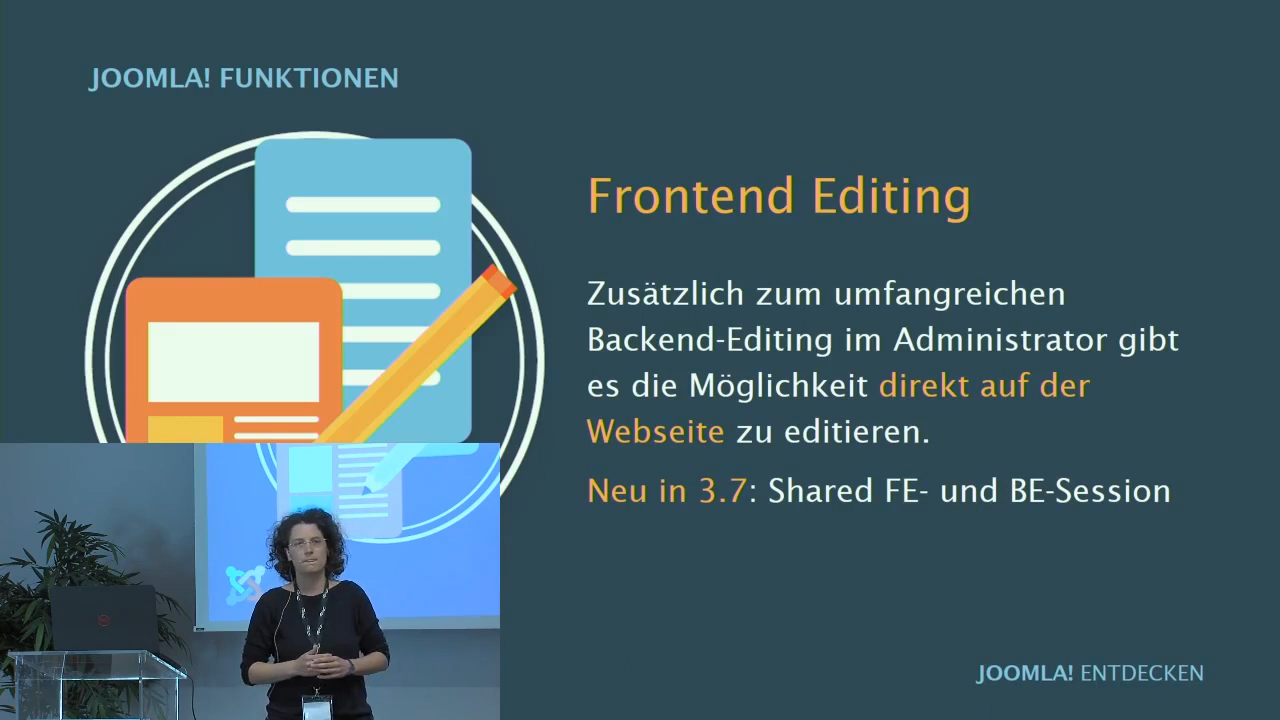 JOOMLA! FUNKTIONEN
Frontend Editing
Zusätzlich zum umfangreichen
Backend-Editing im Administrator gibt
es die Möglichkeit direkt auf der
Webseite zu editieren.
Neu in 3.7: Shared FE- und BE-Session
JOOMLA! ENTDECKEN